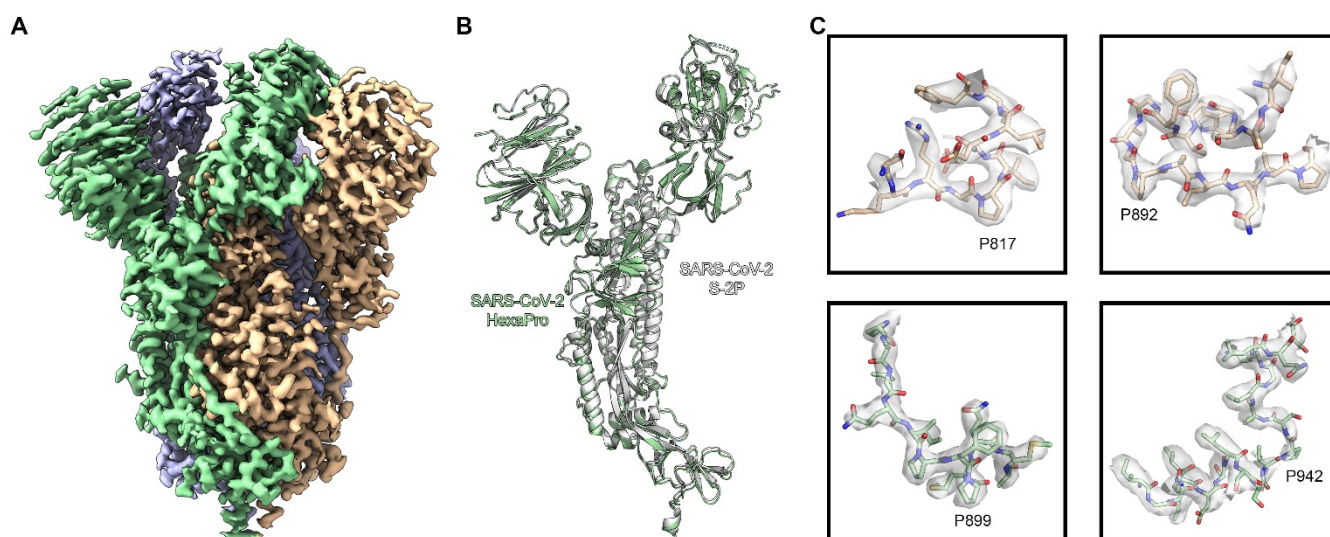 A
B
C
SARS-CoV-2
HexaPro
SARS-CoV-2
S-2P
P817
P892
P899
P942